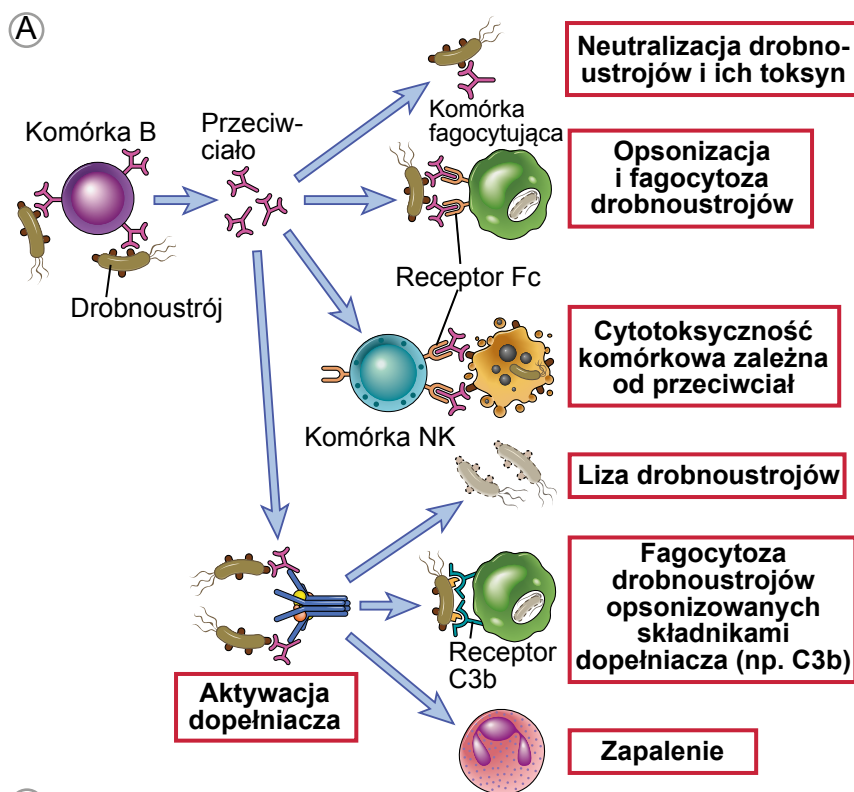 A
Neutralizacja drobno-
ustrojów i ich toksyn
Komórka B
Przeciw-
ciało
Komórka
fagocytująca
Opsonizacja
i fagocytoza
drobnoustrojów
Drobnoustrój
Receptor Fc
Cytotoksyczność
komórkowa zależna
od przeciwciał
Komórka NK
Liza drobnoustrojów
Fagocytoza
drobnoustrojów
opsonizowanych
składnikami
dopełniacza (np. C3b)
Receptor
C3b
Aktywacja
dopełniacza
Zapalenie